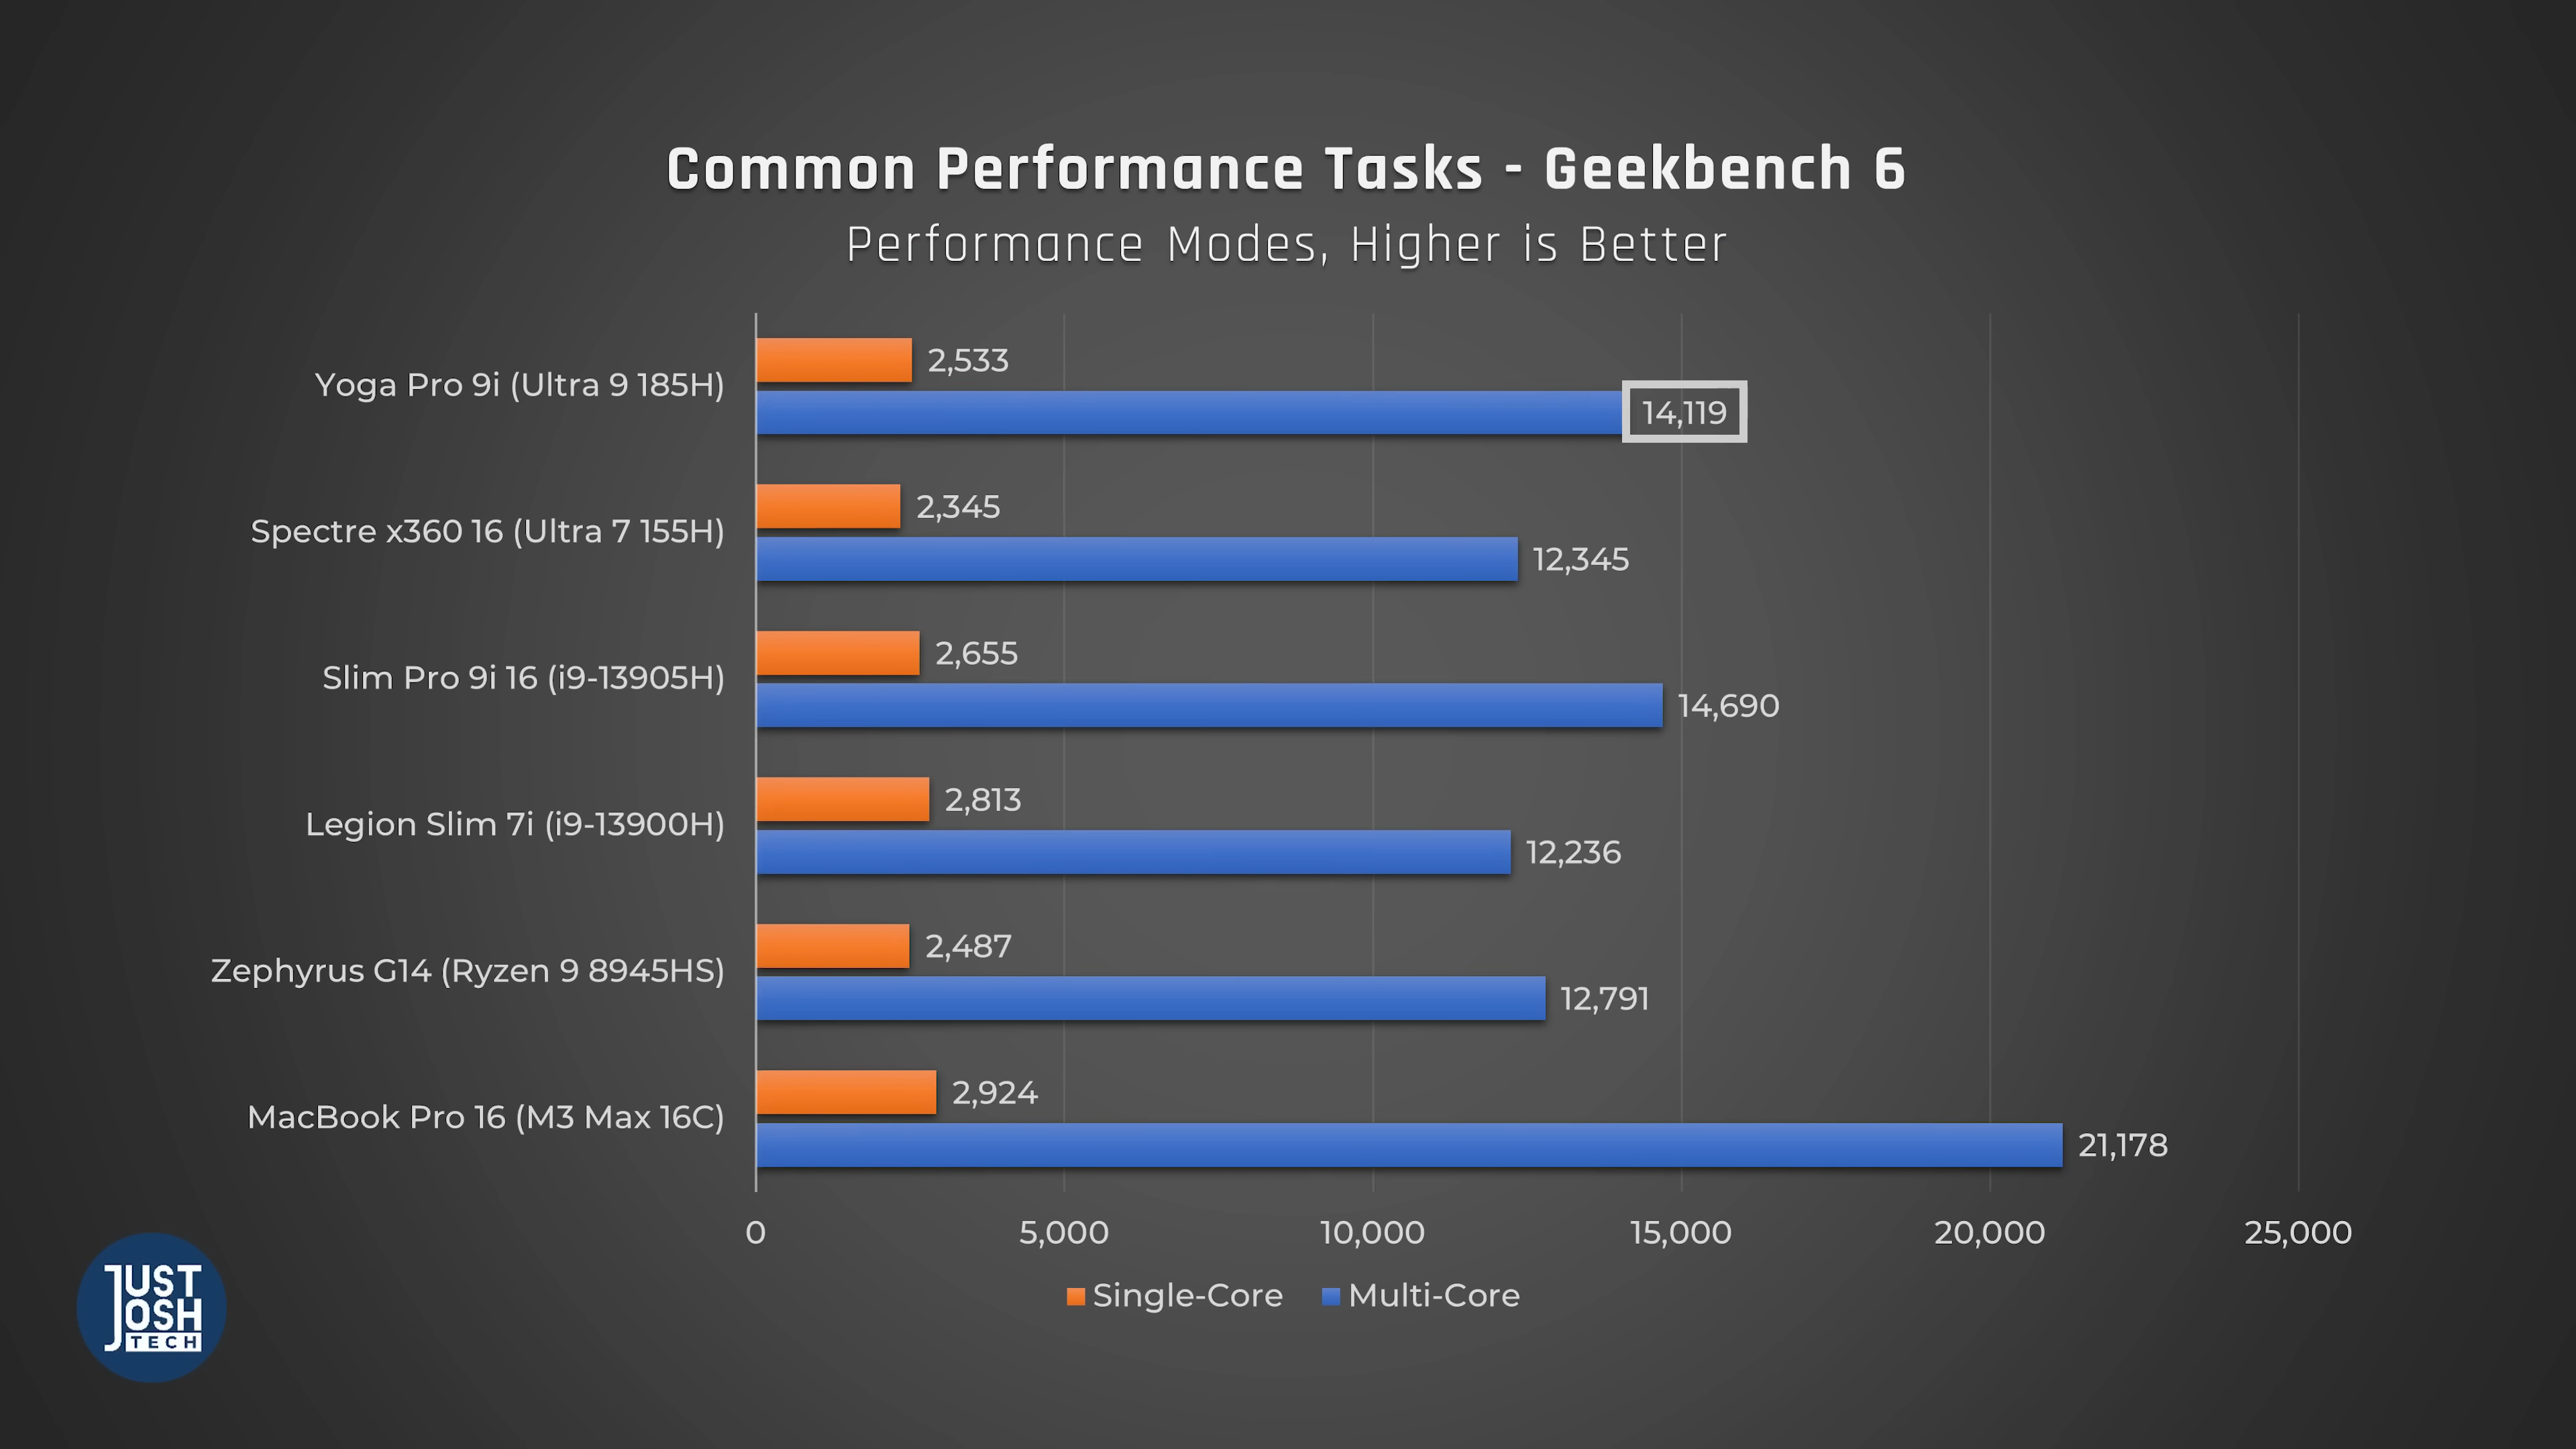 Common Performance Tasks - Geekbench 6
Performance Modes, Higher is Better
Yoga Pro 9i (Ultra 9 185H)
2,533
14,119
Spectre x360 16 (Ultra 7 155H)
2,345
12,345
Slim Pro 9i 16 (i9-13905H)
2,655
14,690
Legion Slim 7i (i9-13900H)
2,813
12,236
Zephyrus G14 (Ryzen 9 8945HS)
2,487
12,791
MacBook Pro 16 (M3 Max 16C)
2,924
21,178
0 5,000 10,000 15,000 20,000 25,000
Single-Core Multi-Core
JUST
JOSH
TECH